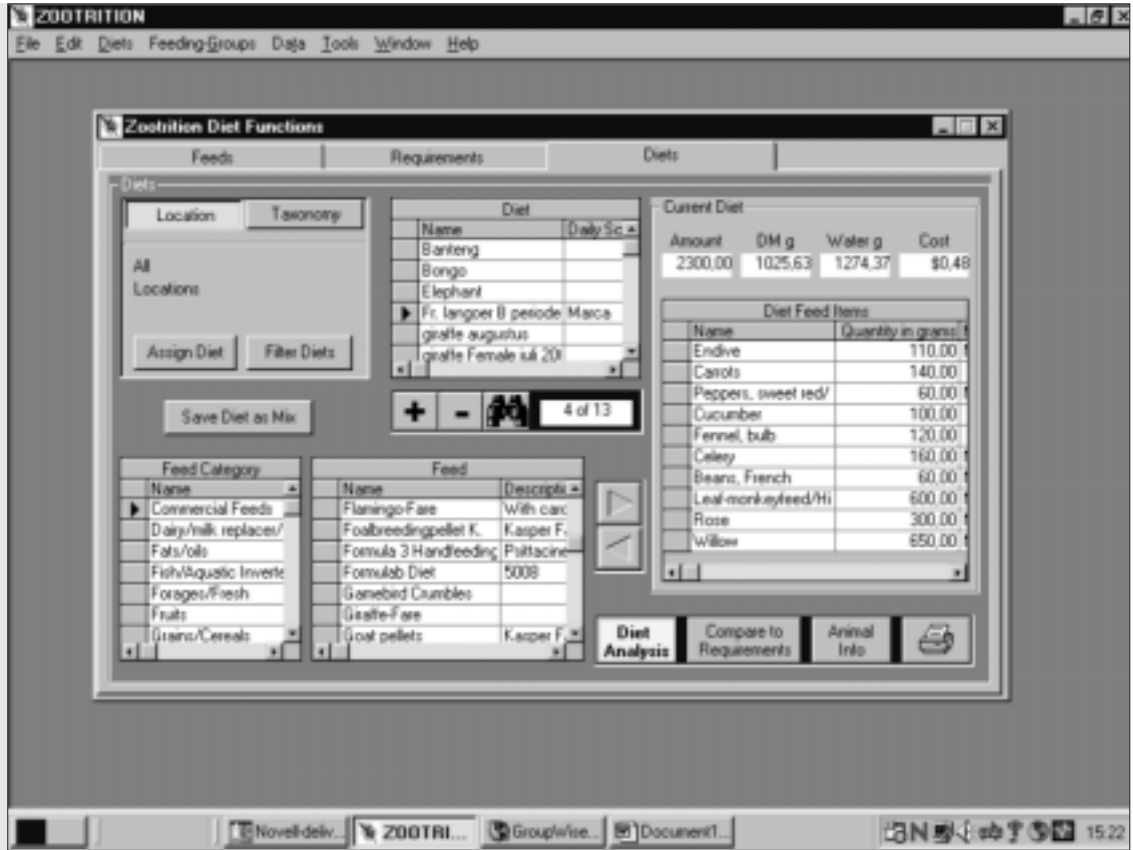 ZOOTRITION
File Edit Diets Feeding-Groups Data Tools Window Help
Zootrition Diet Functions
Feeds Requirements Diets
Diets
Location Taxonomy
All
Locations
Assign Diet Filter Diets
Save Diet as Mix
Diet
Name Daily Sc
Banteng
Bongo
Elephant
Fr. langoer B periode Marca
giraffe augustus
giraffe Female juli 20
+ - 4 of 13
Current Diet
Amount DM g Water g Cost
2300,00 1025,63 1274,37 $0,48
Diet Feed Items
Name Quantity in grams
Endive 110,00
Carrots 140,00
Peppers, sweet red/ 60,00
Cucumber 100,00
Fennel, bulb 120,00
Celery 160,00
Beans, French 60,00
Leaf-monkeyfeed/Hi 600,00
Rose 300,00
Willow 650,00
Feed Category
Name
Commercial Feeds
Dairy/milk replacer/
Fats/oils
Fish/Aquatic Inverte
Forages/Fresh
Fruits
Grains/Cereals
Feed
Name Descripti
Flamingo-Fare With carc
Foalbreedingpellet K. Kasper F.
Formula 3 Handfeeding Psittacine
Formulab Diet 5008
Gamebird Crumbles
Giraffe-Fare
Goat pellets Kasper F.
Diet Analysis Compare to Requirements Animal Info
Novell-deliv... ZOOTRI... GroupWise... Document1... 15:22